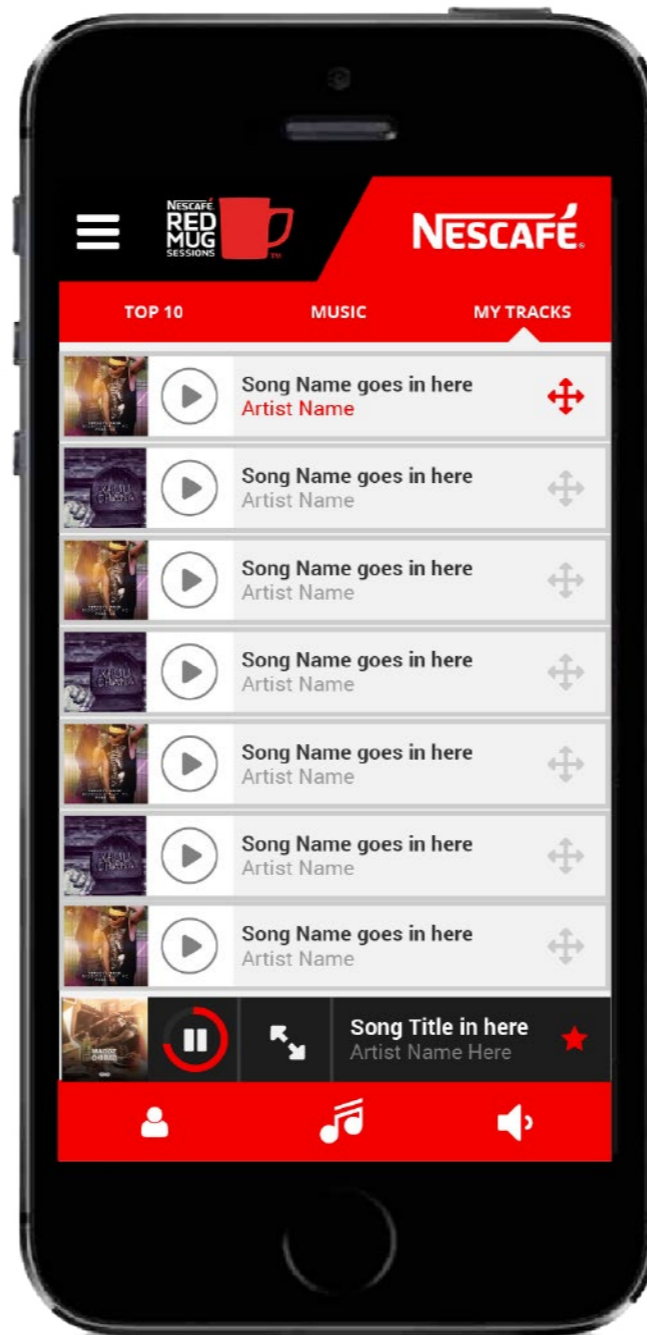 NESCAFÉ
RED
MUG
SESSIONS
™
NESCAFÉ®
TOP 10
MUSIC
MY TRACKS
Song Name goes in here
Artist Name
Song Name goes in here
Artist Name
Song Name goes in here
Artist Name
Song Name goes in here
Artist Name
Song Name goes in here
Artist Name
Song Name goes in here
Artist Name
Song Name goes in here
Artist Name
Song Title in here
Artist Name Here